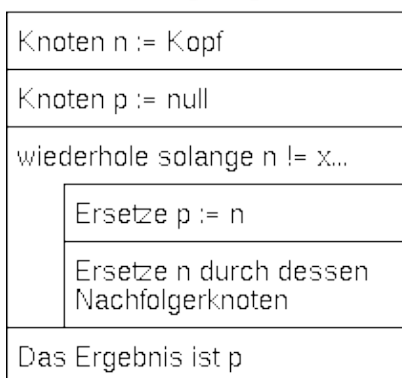 Knoten n := Kopf
Knoten p := null
wiederhole solange n != x...
Ersetze p := n
Ersetze n durch dessen
Nachfolgerknoten
Das Ergebnis ist p